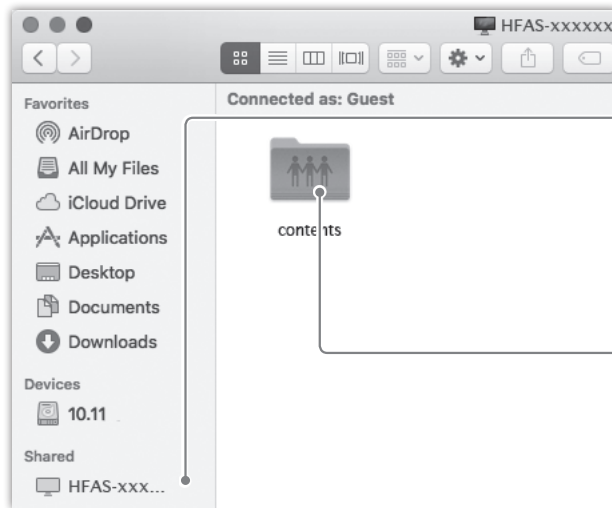 HFAS-xxxxxx
Connected as: Guest
Favorites
AirDrop
All My Files
iCloud Drive
Applications
Desktop
Documents
Downloads
Devices
10.11
Shared
HFAS-xxx...
contents